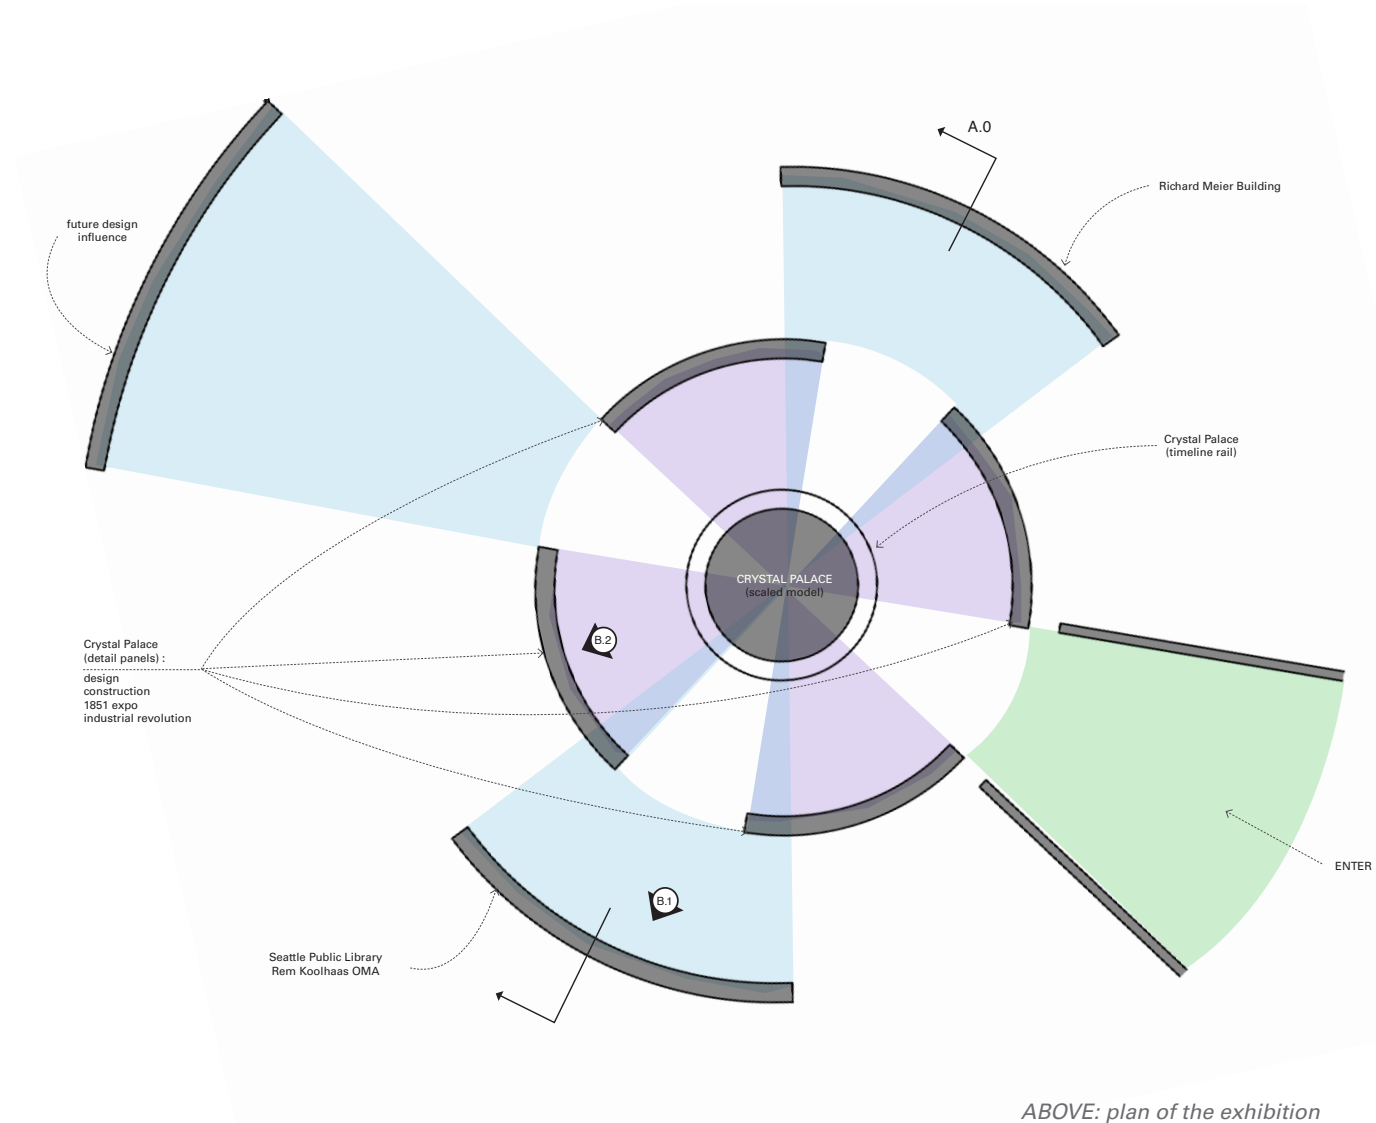 A.0
Richard Meier Building
future design
influence
Crystal Palace
(timeline rail)
CRYSTAL PALACE
(scaled model)
B.2
Crystal Palace
(detail panels) :
design
construction
1851 expo
industrial revolution
ENTER
B.1
Seattle Public Library
Rem Koolhaas OMA
ABOVE: plan of the exhibition